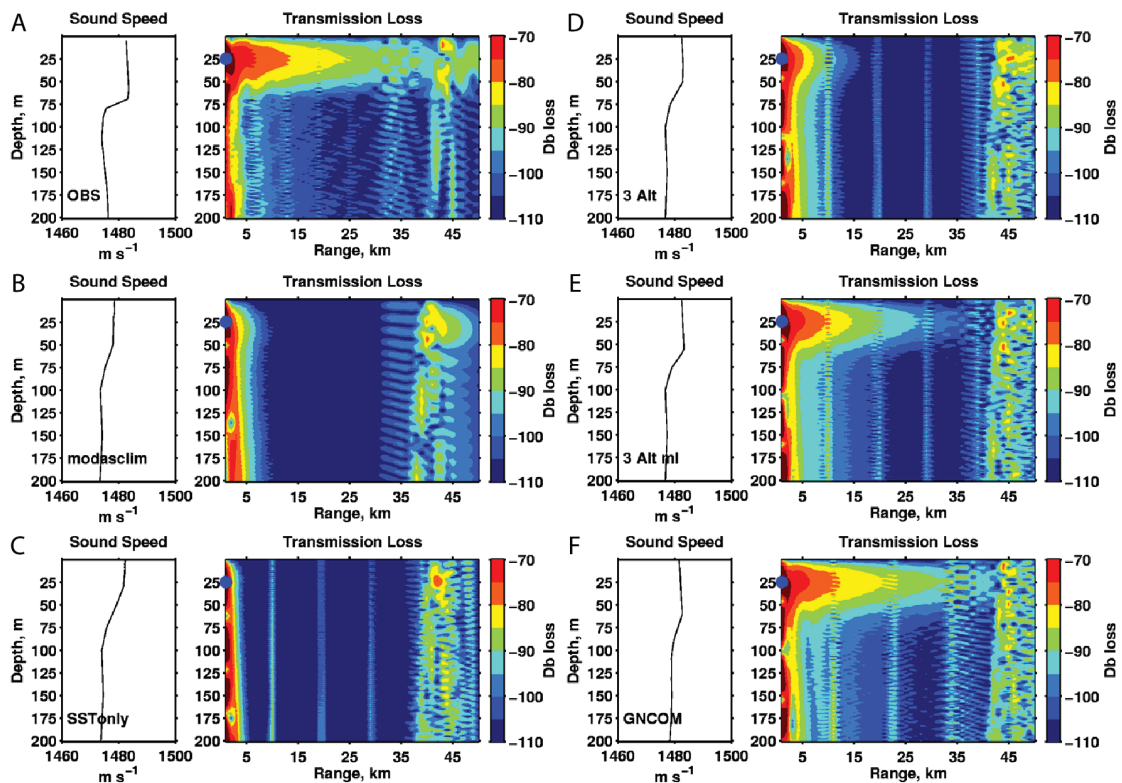 A
Sound Speed
Transmission Loss
Depth, m
25
50
75
100
125
150
175
200
OBS
1460 1480 1500
m s⁻¹
25
50
75
100
125
150
175
200
5 15 25 35 45
Range, km
−70
−80
−90
−100
−110
Db loss
D
Sound Speed
Transmission Loss
Depth, m
25
50
75
100
125
150
175
200
3 Alt
1460 1480 1500
m s⁻¹
25
50
75
100
125
150
175
200
5 15 25 35 45
Range, km
−70
−80
−90
−100
−110
Db loss
B
Sound Speed
Transmission Loss
Depth, m
25
50
75
100
125
150
175
200
modasclim
1460 1480 1500
m s⁻¹
25
50
75
100
125
150
175
200
5 15 25 35 45
Range, km
−70
−80
−90
−100
−110
Db loss
E
Sound Speed
Transmission Loss
Depth, m
25
50
75
100
125
150
175
200
3 Alt ml
1460 1480 1500
m s⁻¹
25
50
75
100
125
150
175
200
5 15 25 35 45
Range, km
−70
−80
−90
−100
−110
Db loss
C
Sound Speed
Transmission Loss
Depth, m
25
50
75
100
125
150
175
200
SSTonly
1460 1480 1500
m s⁻¹
25
50
75
100
125
150
175
200
5 15 25 35 45
Range, km
−70
−80
−90
−100
−110
Db loss
F
Sound Speed
Transmission Loss
Depth, m
25
50
75
100
125
150
175
200
GNCOM
1460 1480 1500
m s⁻¹
25
50
75
100
125
150
175
200
5 15 25 35 45
Range, km
−70
−80
−90
−100
−110
Db loss